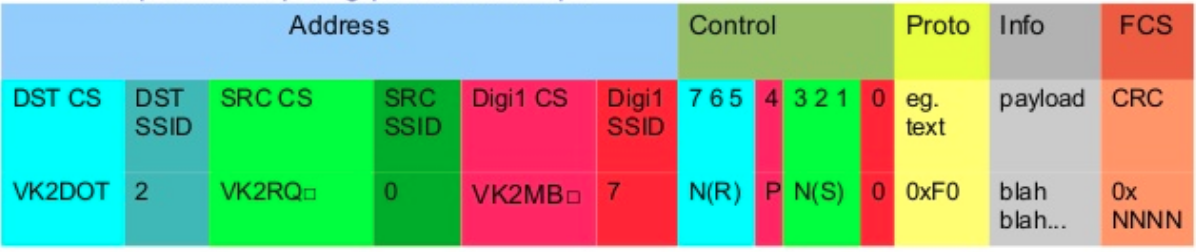 Address Control Proto Info FCS
DST CS DST SSID SRC CS SRC SSID Digi1 CS Digi1 SSID 7 6 5 4 3 2 1 0 eg. text payload CRC
VK2DOT 2 VK2RQ□ 0 VK2MB□ 7 N(R) P N(S) 0 0xF0 blah blah... 0x NNNN